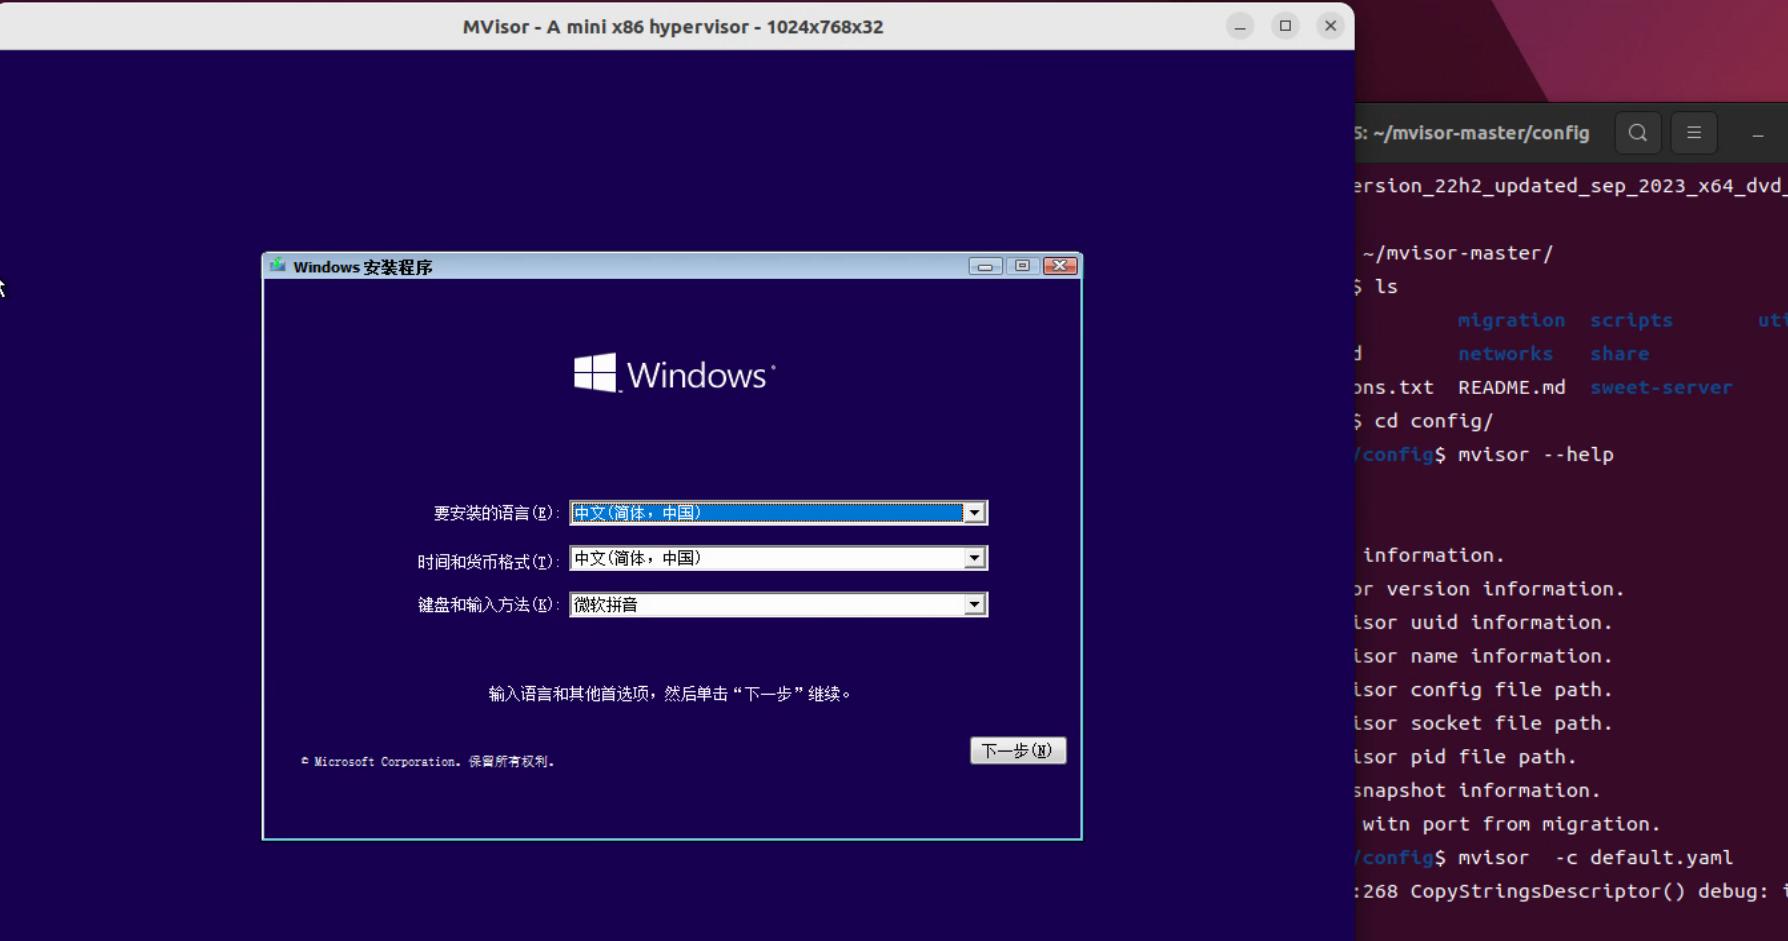 MVisor - A mini x86 hypervisor - 1024x768x32
Windows 安装程序
Windows
要安装的语言(E): 中文(简体，中国)
时间和货币格式(T): 中文(简体，中国)
键盘和输入方法(K): 微软拼音
输入语言和其他首选项，然后单击“下一步”继续。
下一步(N)
© Microsoft Corporation. 保留所有权利.
: ~/mvisor-master/config
ersion_22h2_updated_sep_2023_x64_dvd_
~/mvisor-master/
$ ls
migration scripts uti
d networks share
ons.txt README.md sweet-server
$ cd config/
/config$ mvisor --help
information.
or version information.
isor uuid information.
isor name information.
isor config file path.
isor socket file path.
isor pid file path.
snapshot information.
witn port from migration.
/config$ mvisor -c default.yaml
:268 CopyStringsDescriptor() debug: i